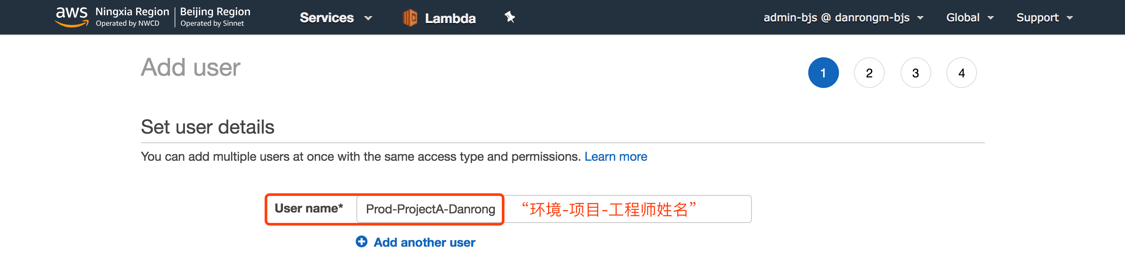 aws Ningxia Region Beijing Region Services Lambda admin-bjs @ danrongm-bjs Global Support
Operated by NWCD Operated by Sinnet
Add user
1 2 3 4
Set user details
You can add multiple users at once with the same access type and permissions. Learn more
User name* Prod-ProjectA-Danrong “环境-项目-工程师姓名”
Add another user